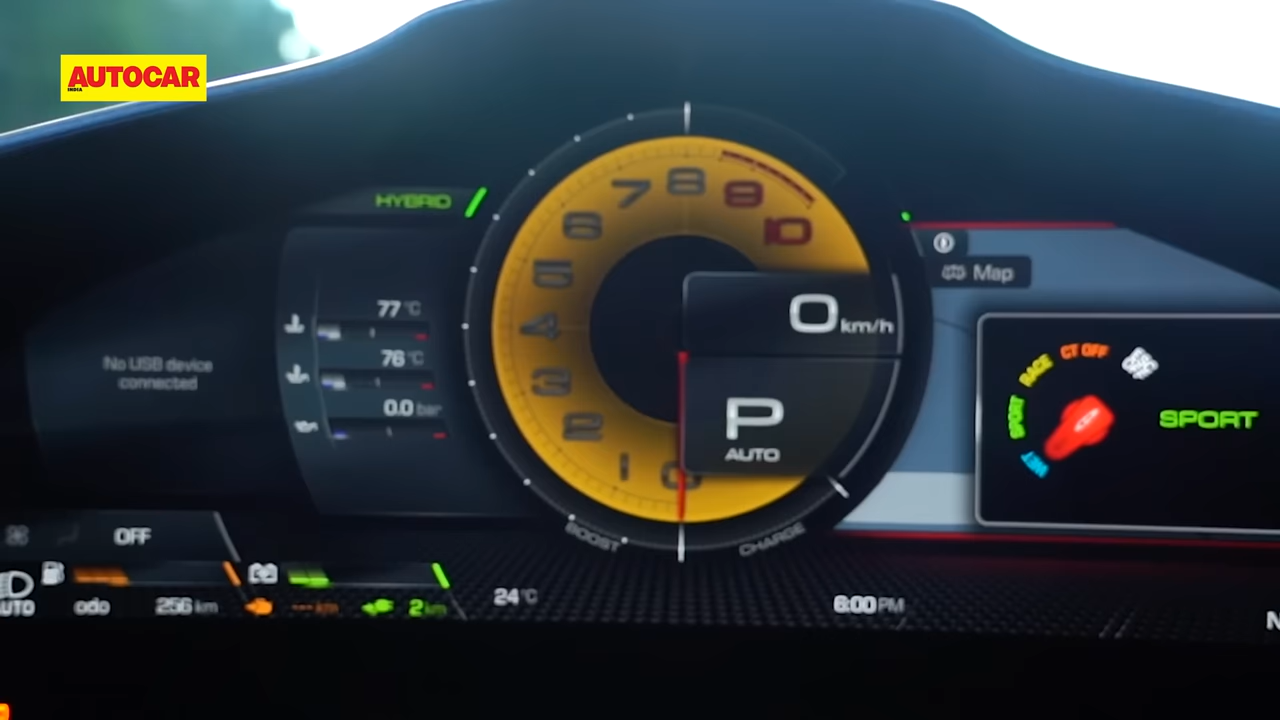 AUTOCAR
INDIA
HYBRID
77 °C
76 °C
0.0 bar
No USB device
connected
7 8 9 10
6
5
4
3
2
1
0
0 km/h
P
AUTO
Map
WET
SPORT
RACE
CT OFF
SPORT
BOOST
CHARGE
OFF
AUTO
odo
256 km
--- km
2 km
24°C
6:00 PM
N